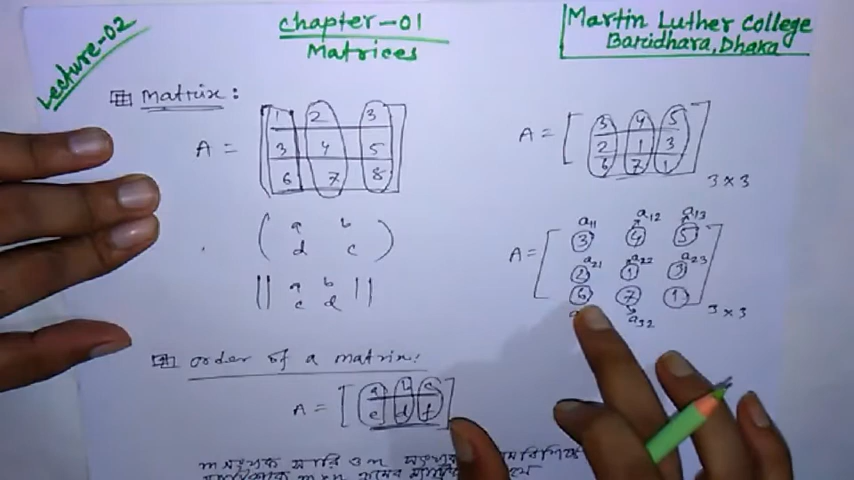 Lecture-02
chapter-01
Matrices
Martin Luther College
Baridhara, Dhaka
Matrix:
A = [1 2 3
3 4 5
6 7 8]
(a b
d c)
|| a b
c d ||
A = [3 4 5
2 1 3
6 7 1] 3 x 3
a11 a12 a13
A = [3 4 5
a21 a22 a23
2 1 3
6 7 1] 3 x 3
a32
order of a matrix:
A = [a b c
e d f]
m সংখ্যক সারি ও n
m x n